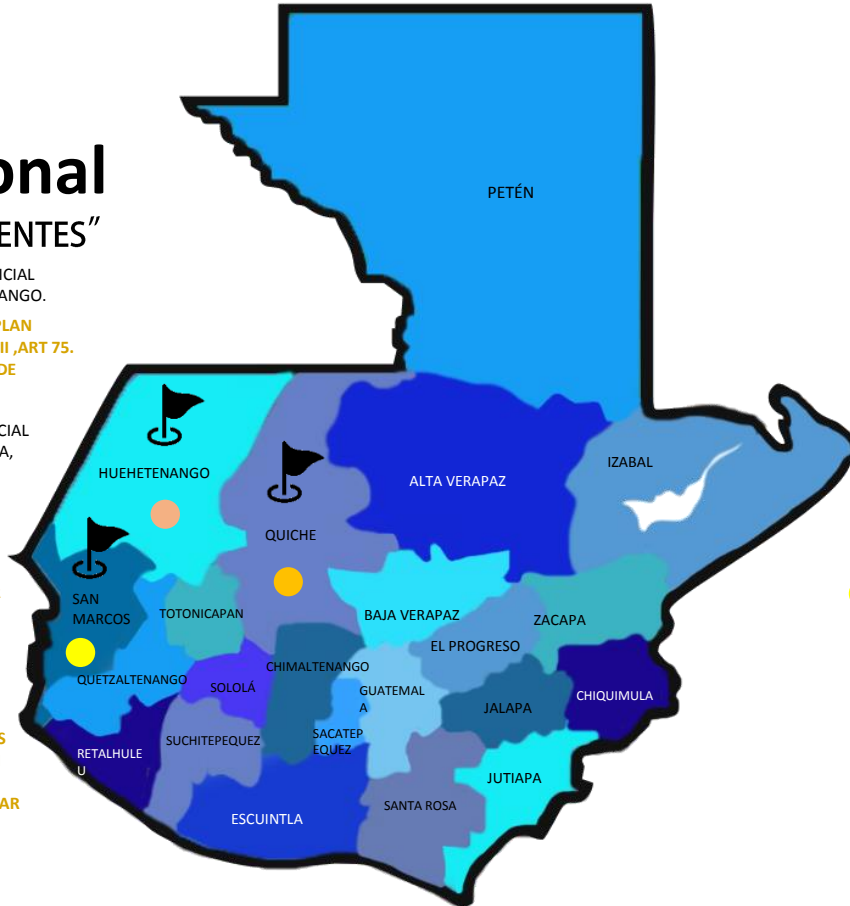 onal
ENTES"
ICIAL
ANGO.
PLAN
II ,ART 75.
DE
CIAL
A,
S
AR
PETÉN
HUEHETENANGO
QUICHE
ALTA VERAPAZ
IZABAL
SAN
MARCOS
TOTONICAPAN
BAJA VERAPAZ
ZACAPA
EL PROGRESO
QUETZALTENANGO
SOLOLÁ
CHIMALTENANGO
GUATEMAL
A
JALAPA
CHIQUIMULA
RETALHULE
U
SUCHITEPEQUEZ
SACATEP
EQUEZ
JUTIAPA
ESCUINTLA
SANTA ROSA